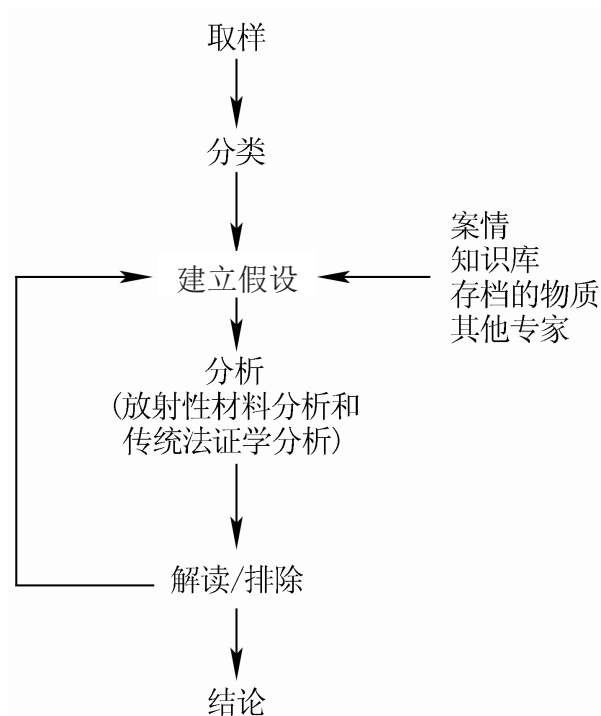 取样
分类
建立假设
案情
知识库
存档的物质
其他专家
分析
(放射性材料分析和
传统法证学分析)
解读/排除
结论